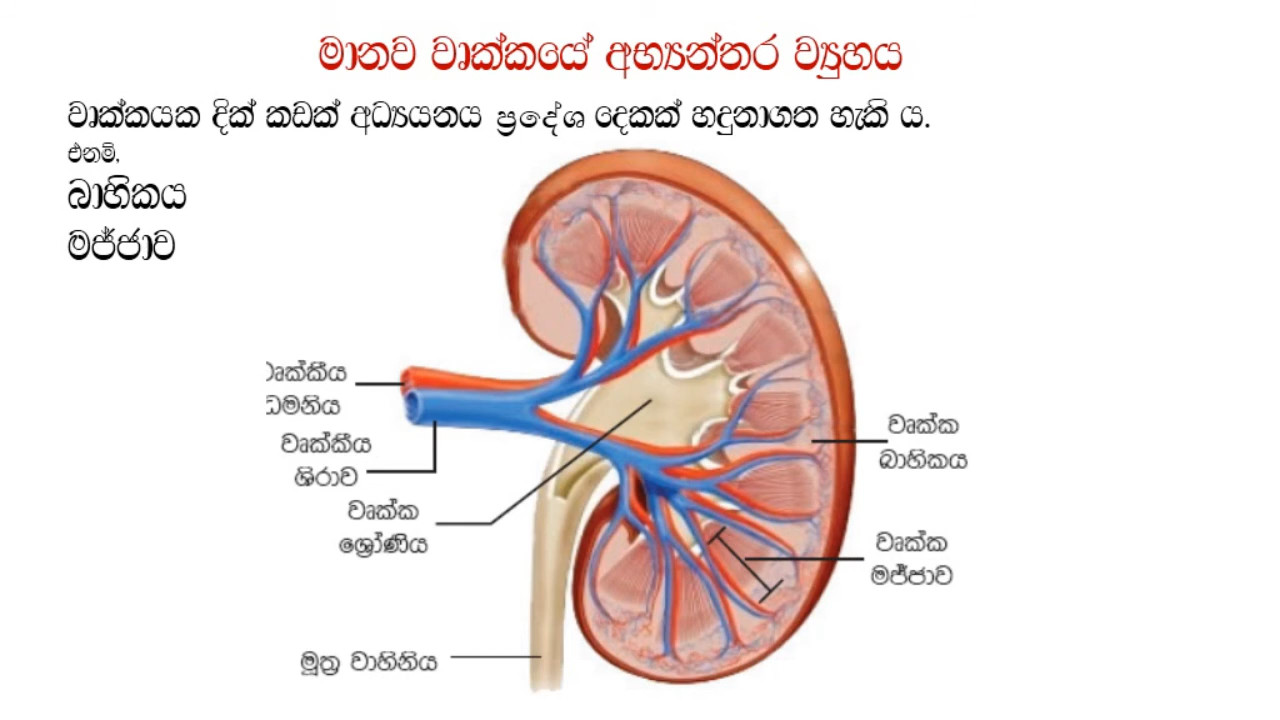 මානව වෘක්කයේ අභ්‍යන්තර ව්‍යුහය
වෘක්කයක දික් කඩක් අධ්‍යයනය ප්‍රදේශ දෙකක් හදුනාගත හැකි ය.
එනම්,
බාහිකය
මජ්ජාව
වෘක්කීය
ධමනිය
වෘක්කීය
ශිරාව
වෘක්ක
ශ්‍රෝණිය
මූත්‍ර වාහිනිය
වෘක්ක
බාහිකය
වෘක්ක
මජ්ජාව